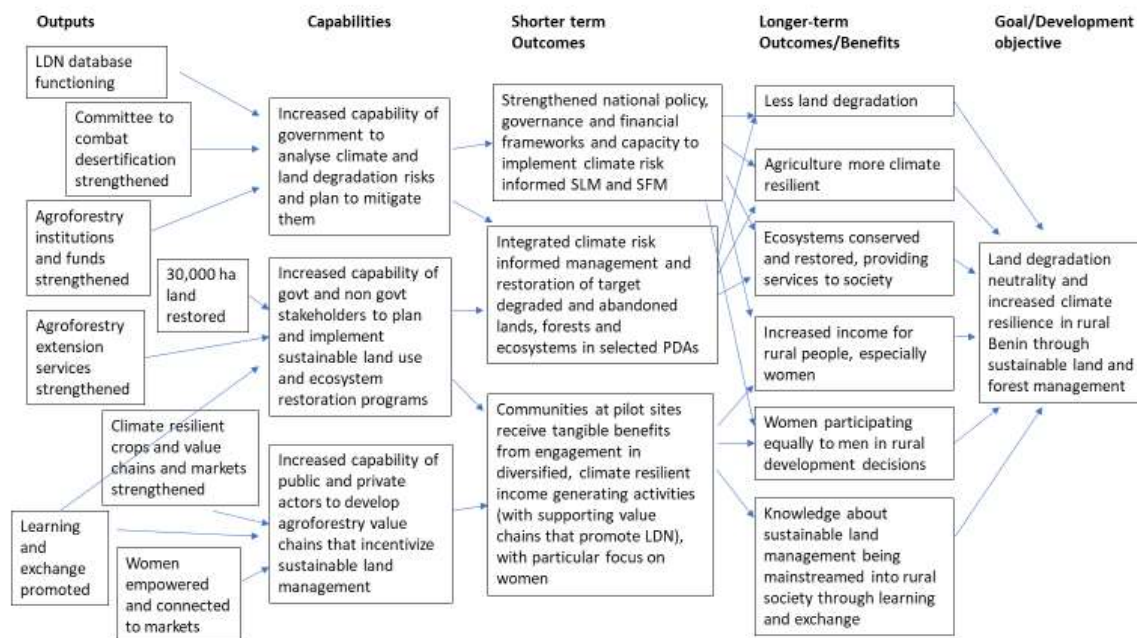 Outputs
Capabilities
Shorter term
Outcomes
Longer-term
Outcomes/Benefits
Goal/Development
objective
LDN database
functioning
Committee to
combat
desertification
strengthened
Agroforestry
institutions
and funds
strengthened
30,000 ha
land
restored
Agroforestry
extension
services
strengthened
Climate resilient
crops and value
chains and markets
strengthened
Learning
and
exchange
promoted
Women
empowered
and connected
to markets
Increased capability of
government to
analyse climate and
land degradation risks
and plan to mitigate
them
Increased capability of
govt and non govt
stakeholders to plan
and implement
sustainable land use
and ecosystem
restoration programs
Increased capability of
public and private
actors to develop
agroforestry value
chains that incentivize
sustainable land
management
Strengthened national policy,
governance and financial
frameworks and capacity to
implement climate risk
informed SLM and SFM
Integrated climate risk
informed management and
restoration of target
degraded and abandoned
lands, forests and
ecosystems in selected PDAs
Communities at pilot sites
receive tangible benefits
from engagement in
diversified, climate resilient
income generating activities
(with supporting value
chains that promote LDN),
with particular focus on
women
Less land degradation
Agriculture more climate
resilient
Ecosystems conserved
and restored, providing
services to society
Increased income for
rural people, especially
women
Women participating
equally to men in rural
development decisions
Knowledge about
sustainable land
management being
mainstreamed into rural
society through learning
and exchange
Land degradation
neutrality and
increased climate
resilience in rural
Benin through
sustainable land and
forest management